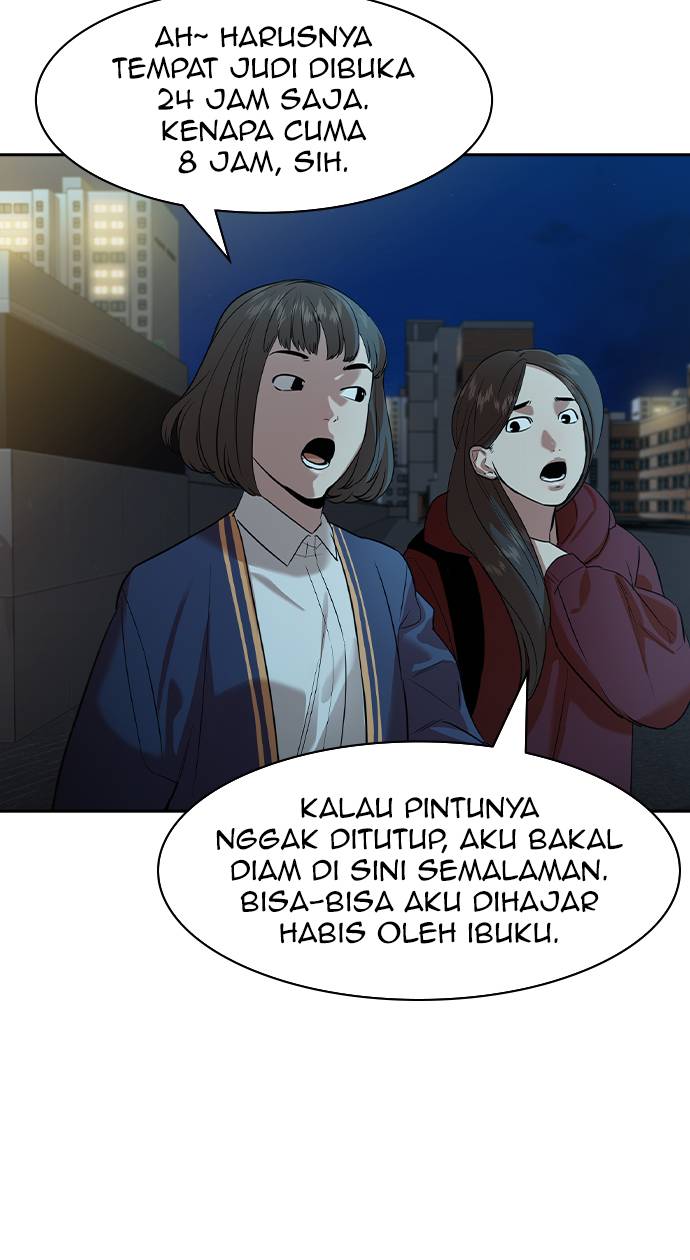 AH~ HARUSNYA
TEMPAT JUDI DIBUKA
24 JAM SAJA.
KENAPA CUMA
8 JAM, SIH.
KALAU PINTUNYA
NGGAK DITUTUP, AKU BAKAL
DIAM DI SINI SEMALAMAN.
BISA-BISA AKU DIHAJAR
HABIS OLEH IBUKU.